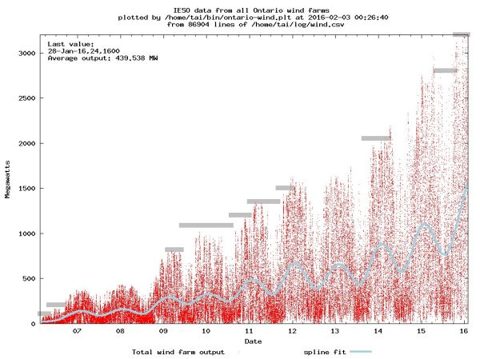 IESO data from all Ontario wind farms
plotted by /home/tai/bin/ontario-wind.plt at 2016-02-03 00:26:40
from 86904 lines of /home/tai/log/wind.csv
Last value:
28-Jan-16,24,1600
Average output: 439,538 MW
3000
2500
2000
1500
1000
500
0
Megawatts
07 08 09 10 11 12 13 14 15 16
Date
Total wind farm output
spline fit